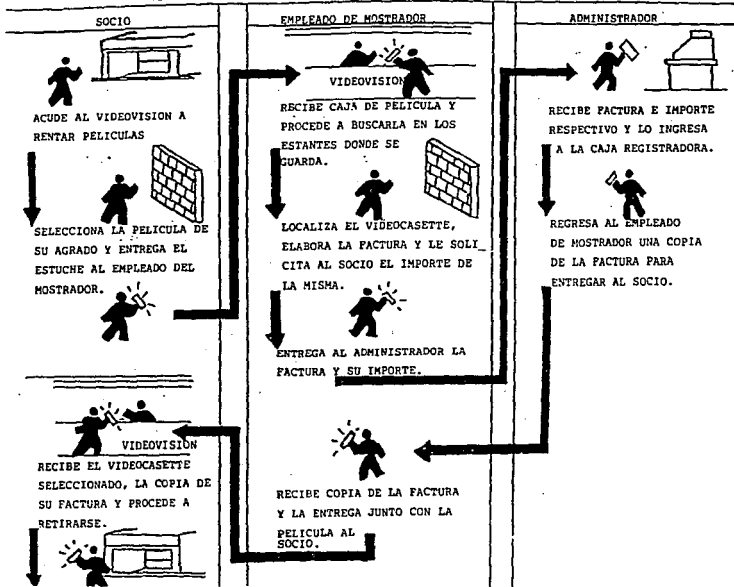 SOCIO
ACUDE AL VIDEOVISION A
RENTAR PELICULAS
SELECCIONA LA PELICULA DE
SU AGRADO Y ENTREGA EL
ESTUCHE AL EMPLEADO DEL
MOSTRADOR.
EMPLEADO DE MOSTRADOR
VIDEOVISION
RECIBE CAJA DE PELICULA Y
PROCEDE A BUSCARLA EN LOS
ESTANTES DONDE SE
GUARDA.
LOCALIZA EL VIDEOCASETTE,
ELABORA LA FACTURA Y LE SOLI_
CITA AL SOCIO EL IMPORTE DE
LA MISMA.
ENTREGA AL ADMINISTRADOR LA
FACTURA Y SU IMPORTE.
ADMINISTRADOR
RECIBE FACTURA E IMPORTE
RESPECTIVO Y LO INGRESA
A LA CAJA REGISTRADORA.
REGRESA AL EMPLEADO
DE MOSTRADOR UNA COPIA
DE LA FACTURA PARA
ENTREGAR AL SOCIO.
RECIBE COPIA DE LA FACTURA
Y LA ENTREGA JUNTO CON LA
PELICULA AL
SOCIO.
VIDEOVISION
RECIBE EL VIDEOCASETTE
SELECCIONADO, LA COPIA DE
SU FACTURA Y PROCEDE A
RETIRARSE.